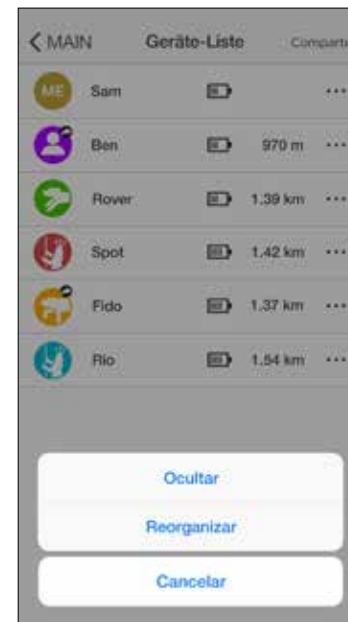 < MAIN Geräte-Liste Comparti
ME Sam ...
Ben 970 m ...
Rover 1.39 km ...
Spot 1.42 km ...
Fido 1.37 km ...
Rio 1.54 km ...
Ocultar
Reorganizar
Cancelar